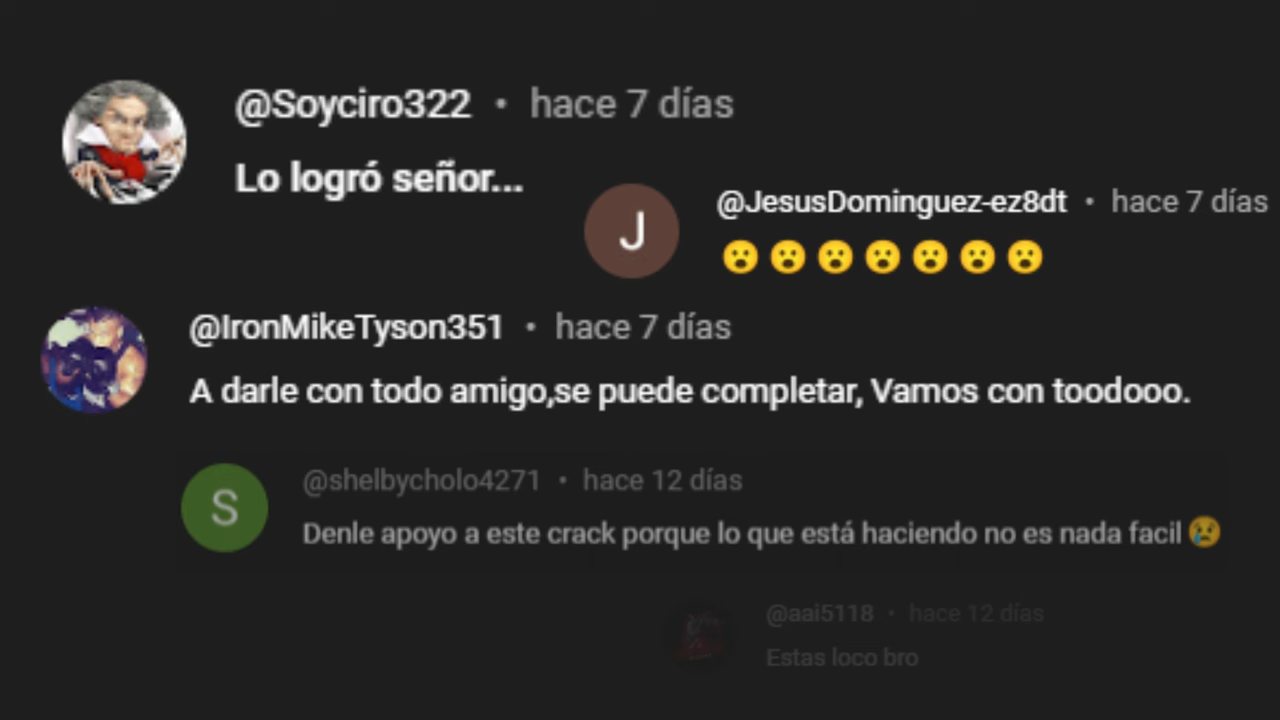 @Soyciro322 • hace 7 días
Lo logró señor...
J
@JesusDominguez-ez8dt • hace 7 días
😮😮😮😮😮😮😮
@IronMikeTyson351 • hace 7 días
A darle con todo amigo,se puede completar, Vamos con toodooo.
S
@shelbycholo4271 • hace 12 días
Denle apoyo a este crack porque lo que está haciendo no es nada facil 😢
@aai5118 • hace 12 días
Estas loco bro